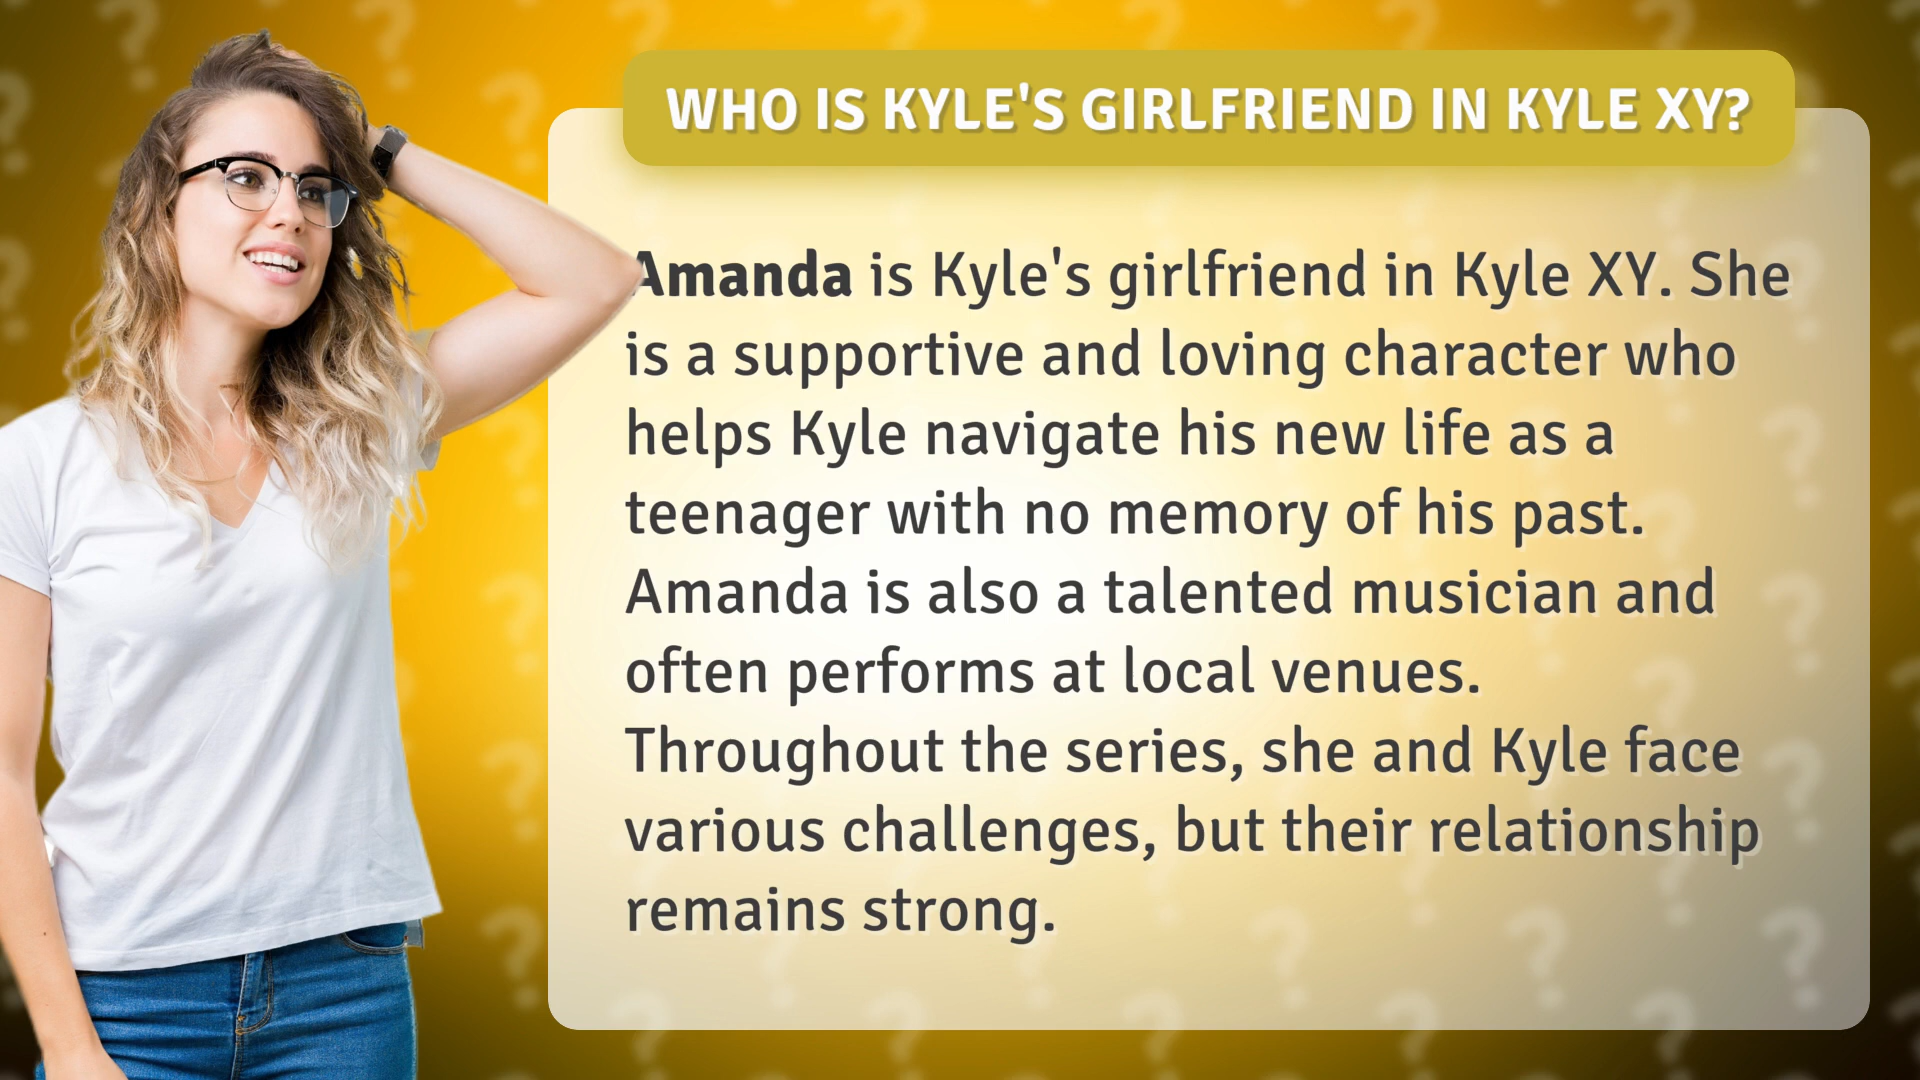 WHO IS KYLE'S GIRLFRIEND IN KYLE XY?
Amanda is Kyle's girlfriend in Kyle XY. She
is a supportive and loving character who
helps Kyle navigate his new life as a
teenager with no memory of his past.
Amanda is also a talented musician and
often performs at local venues.
Throughout the series, she and Kyle face
various challenges, but their relationship
remains strong.